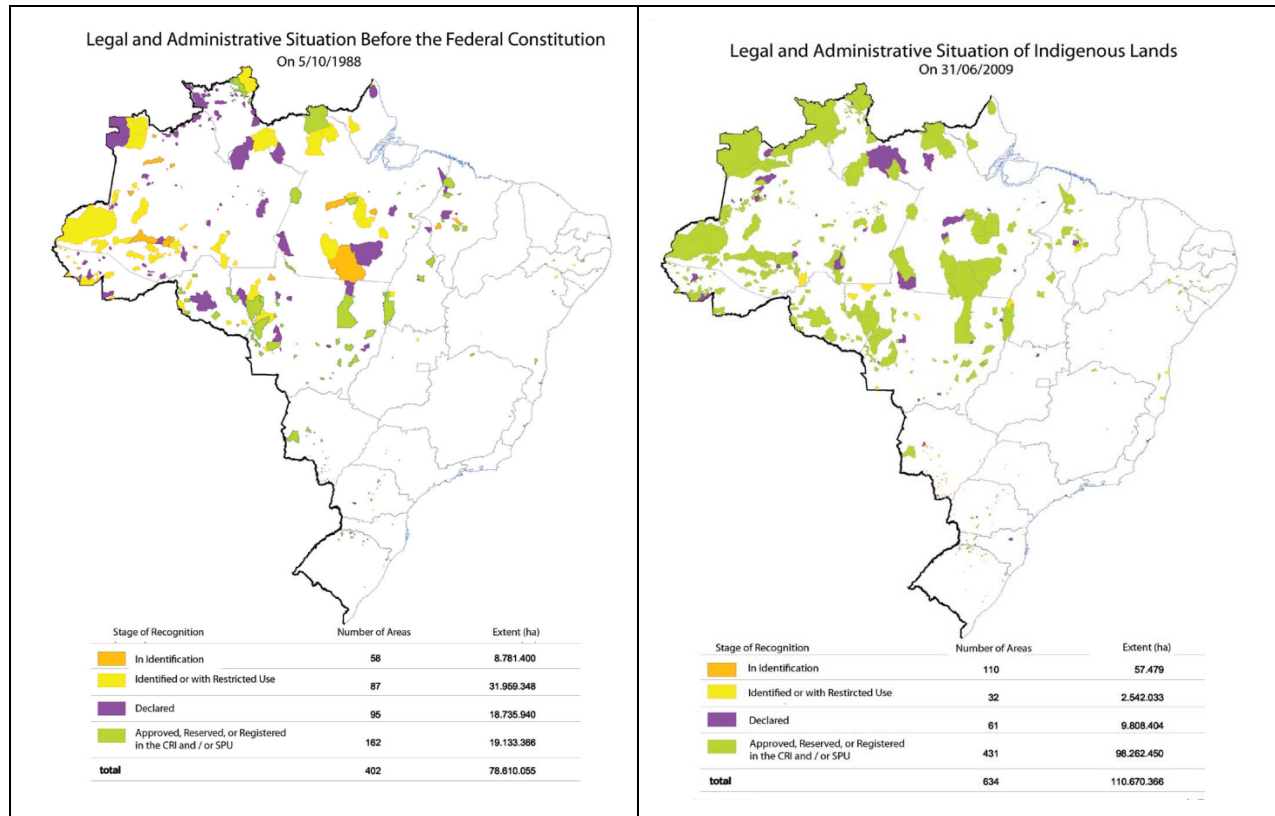 Legal and Administrative Situation Before the Federal Constitution
On 5/10/1988
Stage of Recognition Number of Areas Extent (ha)
In Identification 58 8.781.400
Identified or with Restricted Use 87 31.959.348
Declared 95 18.735.940
Approved, Reserved, or Registered
in the CRI and / or SPU 162 19.133.366
total 402 78.610.055
Legal and Administrative Situation of Indigenous Lands
On 31/06/2009
Stage of Recognition Number of Areas Extent (ha)
In Identification 110 57.479
Identified or with Restircted Use 32 2.542.033
Declared 61 9.808.404
Approved, Reserved, or Registered
in the CRI and / or SPU 431 98.262.450
total 634 110.670.366